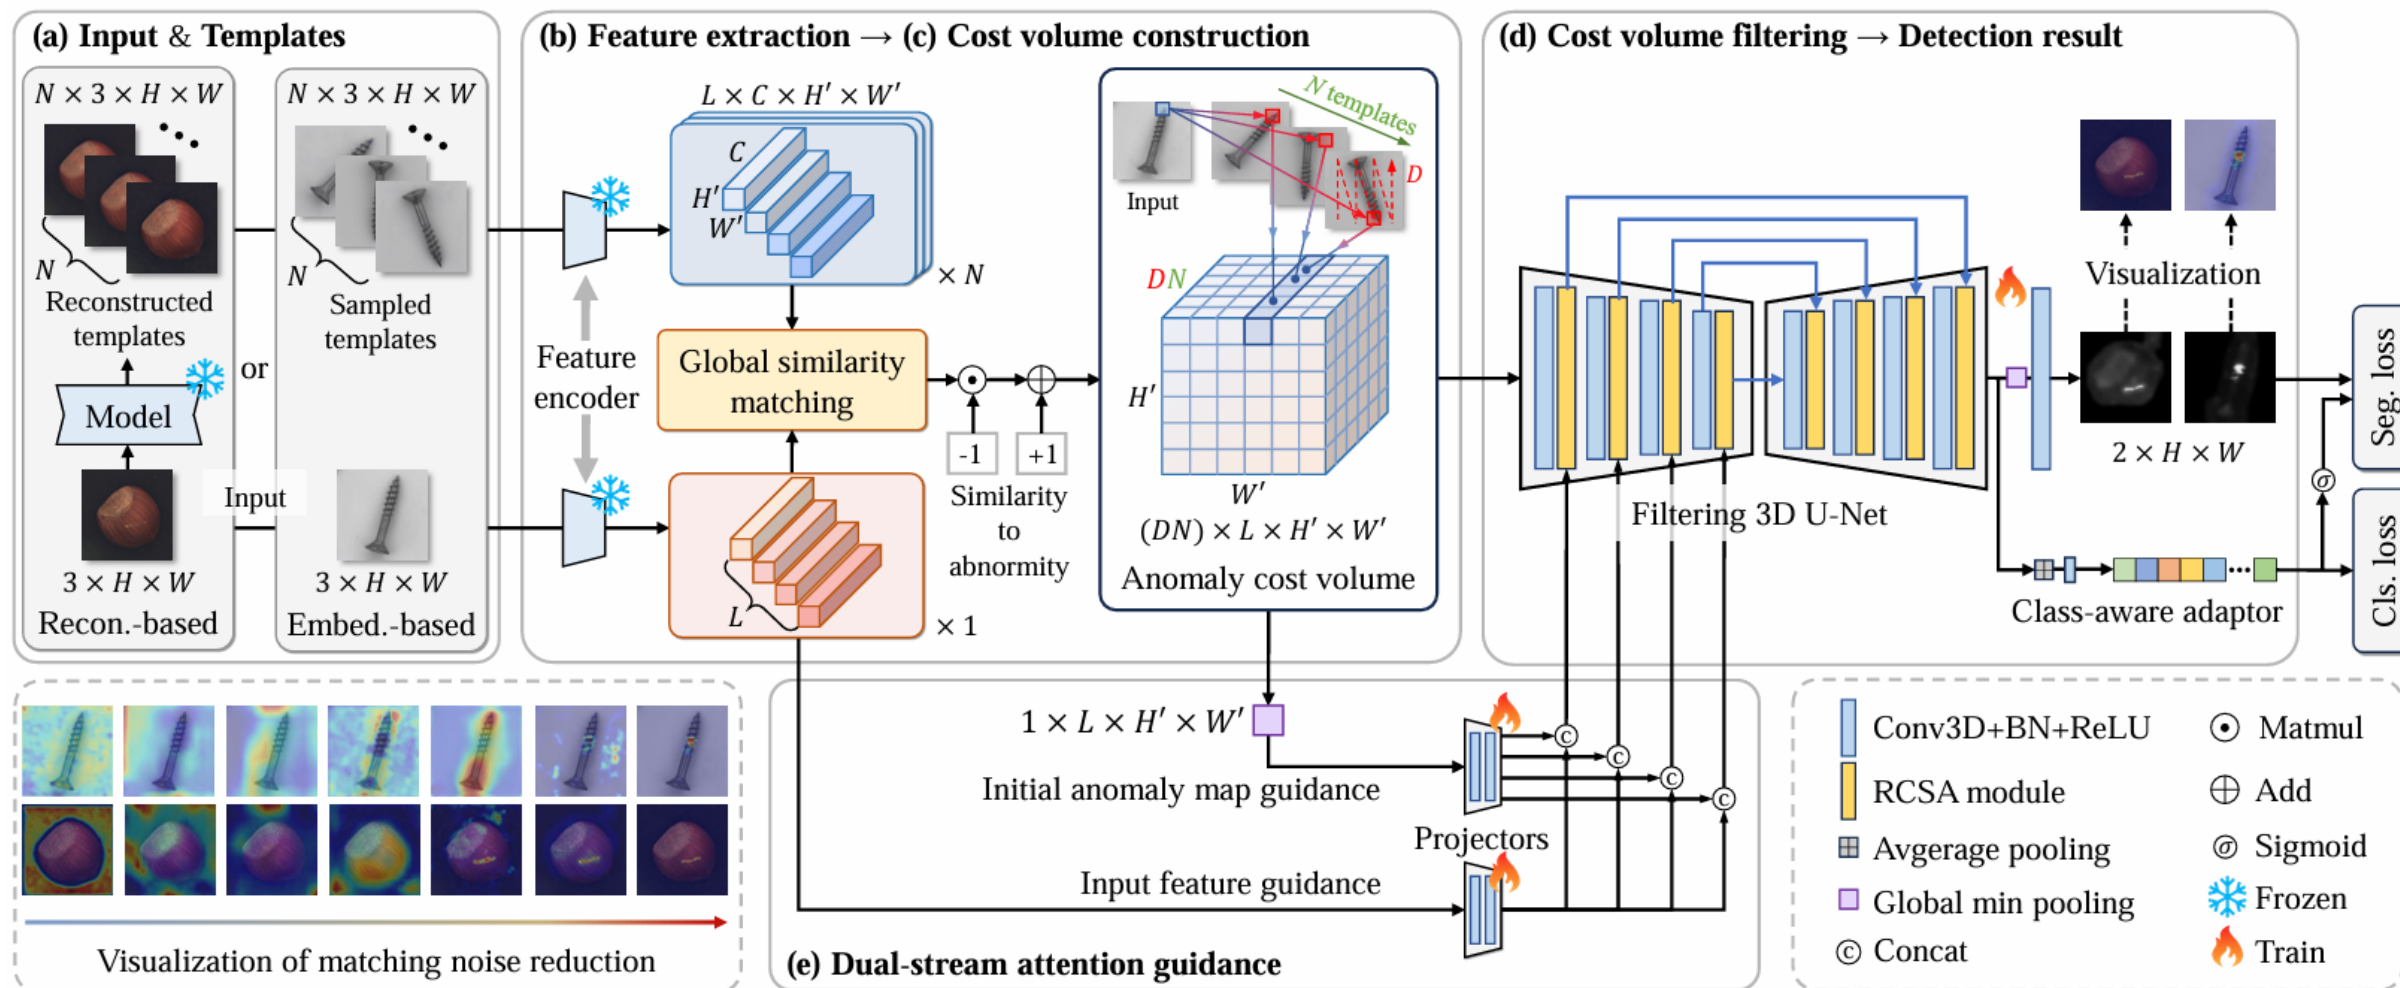 (a) Input & Templates
N × 3 × H × W
N × 3 × H × W
N
N
Reconstructed
templates
Sampled
templates
or
Model
Input
3 × H × W
3 × H × W
Recon.-based
Embed.-based
(b) Feature extraction → (c) Cost volume construction
L × C × H′ × W′
C
H′
W′
× N
Feature
encoder
Global similarity
matching
-1
+1
Similarity
to
abnormity
L
× 1
N templates
D
Input
DN
H′
W′
(DN) × L × H′ × W′
Anomaly cost volume
(d) Cost volume filtering → Detection result
Visualization
2 × H × W
Filtering 3D U-Net
σ
Class-aware adaptor
Seg. loss
Cls. loss
Visualization of matching noise reduction
1 × L × H′ × W′
Initial anomaly map guidance
Projectors
Input feature guidance
c
c
c
c
(e) Dual-stream attention guidance
Conv3D+BN+ReLU
RCSA module
Avgerage pooling
Global min pooling
c Concat
Matmul
Add
σ Sigmoid
Frozen
Train